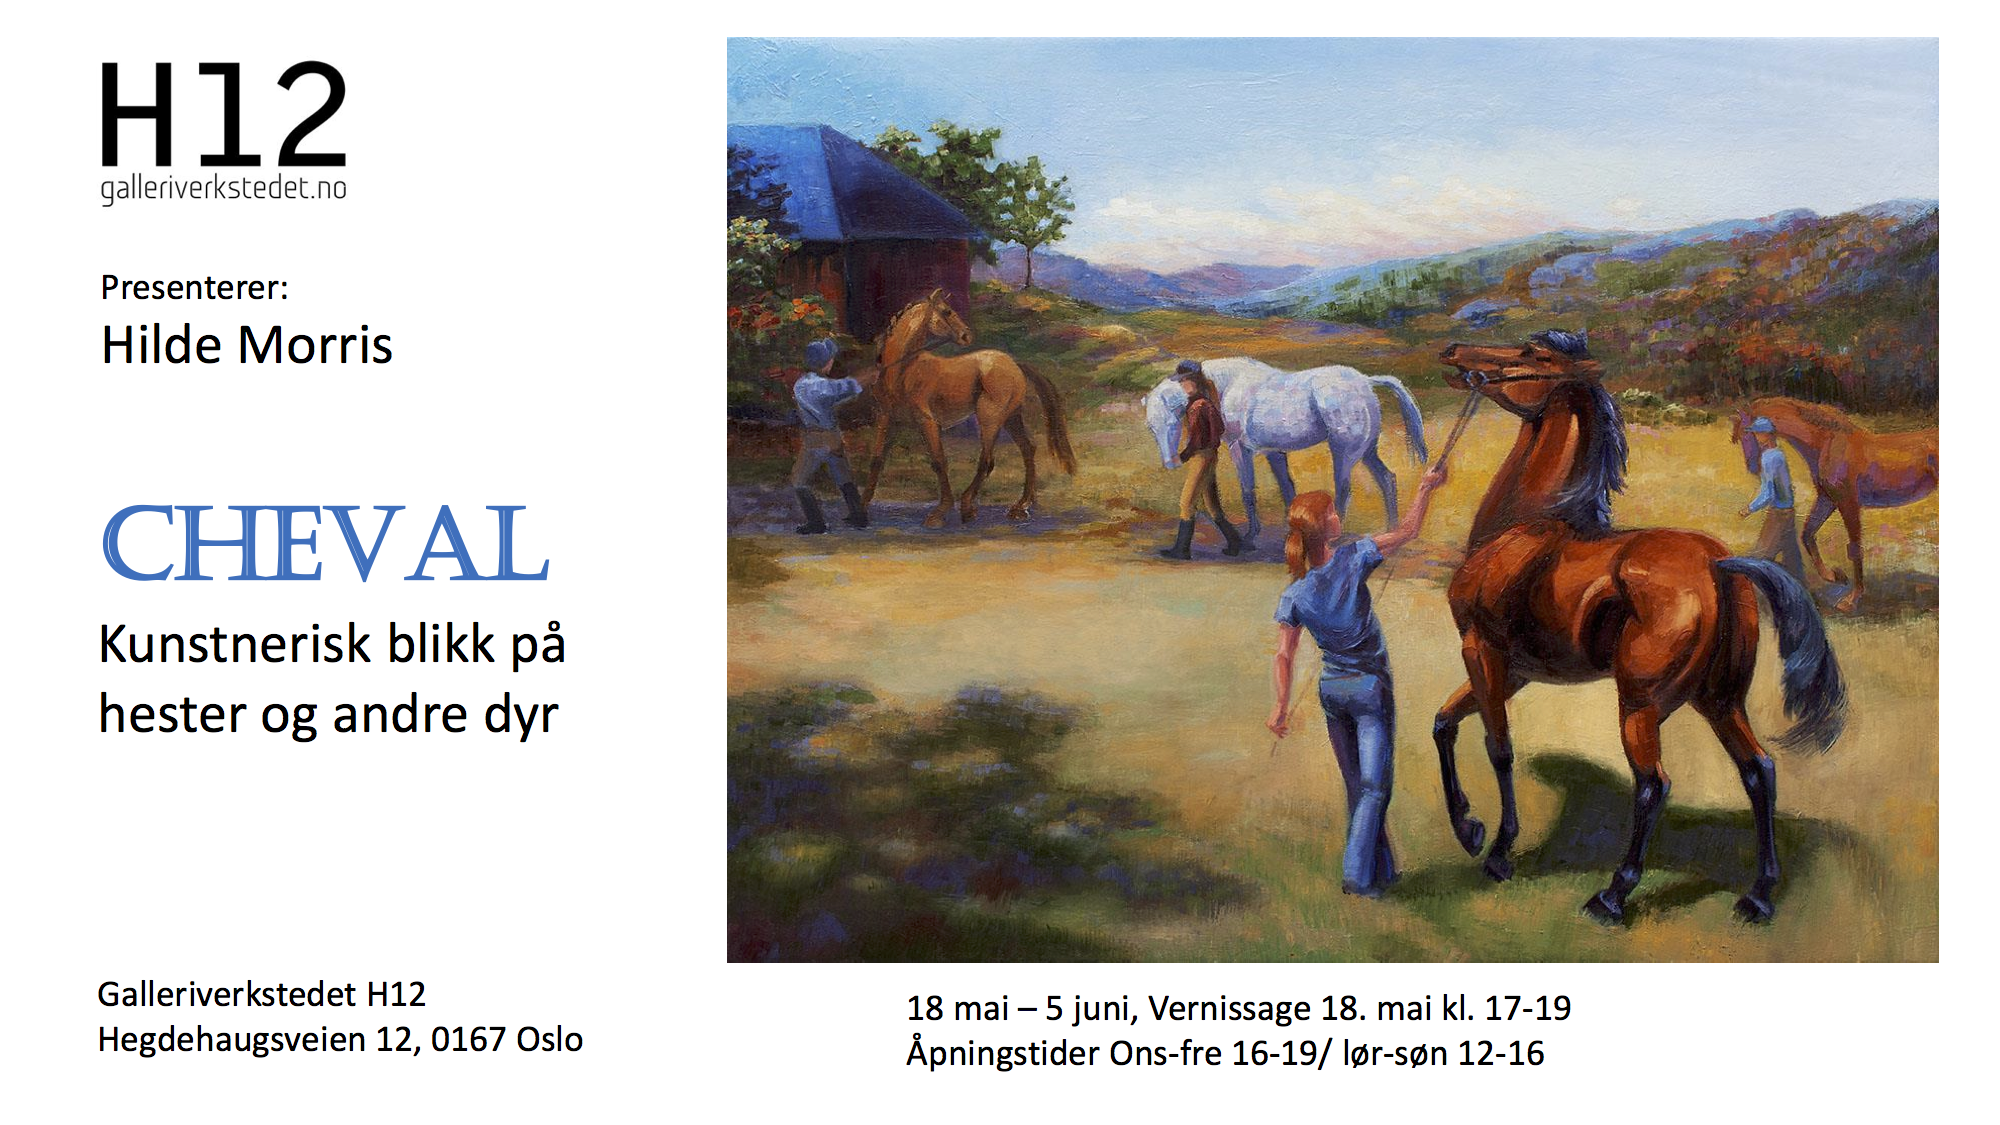 H12
galleriverkstedet.no
Presenterer:
Hilde Morris
CHEVAL
Kunstnerisk blikk på
hester og andre dyr
Galleriverkstedet H12
Hegdehaugsveien 12, 0167 Oslo
18 mai – 5 juni, Vernissage 18. mai kl. 17-19
Åpningstider Ons-fre 16-19/ lør-søn 12-16